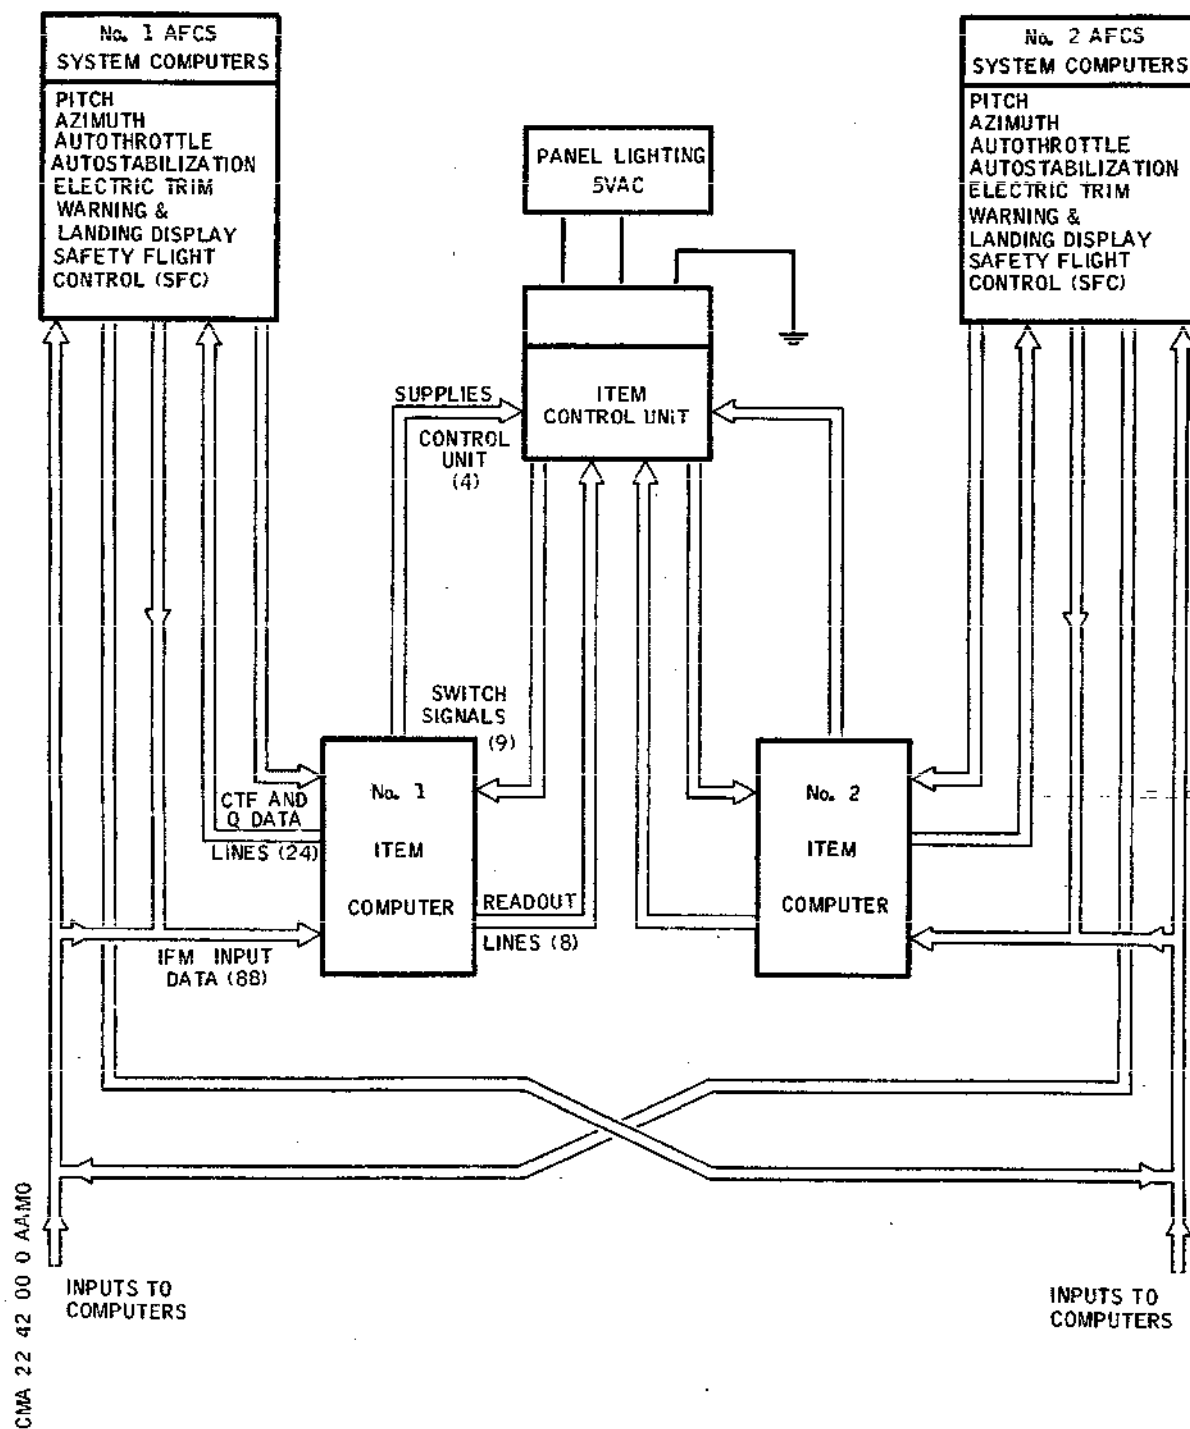 No. 1 AFCS
SYSTEM COMPUTERS
PITCH
AZIMUTH
AUTOTHROTTLE
AUTOSTABILIZATION
ELECTRIC TRIM
WARNING &
LANDING DISPLAY
SAFETY FLIGHT
CONTROL (SFC)
No. 2 AFCS
SYSTEM COMPUTERS
PITCH
AZIMUTH
AUTOTHROTTLE
AUTOSTABILIZATION
ELECTRIC TRIM
WARNING &
LANDING DISPLAY
SAFETY FLIGHT
CONTROL (SFC)
PANEL LIGHTING
5VAC
ITEM
CONTROL UNIT
SUPPLIES
CONTROL
UNIT
(4)
SWITCH
SIGNALS
(9)
No. 1
ITEM
COMPUTER
CTF AND
Q DATA
LINES (24)
READOUT
LINES (8)
IFM INPUT
DATA (88)
No. 2
ITEM
COMPUTER
INPUTS TO
COMPUTERS
INPUTS TO
COMPUTERS
CMA 22 42 00 0 AAMO